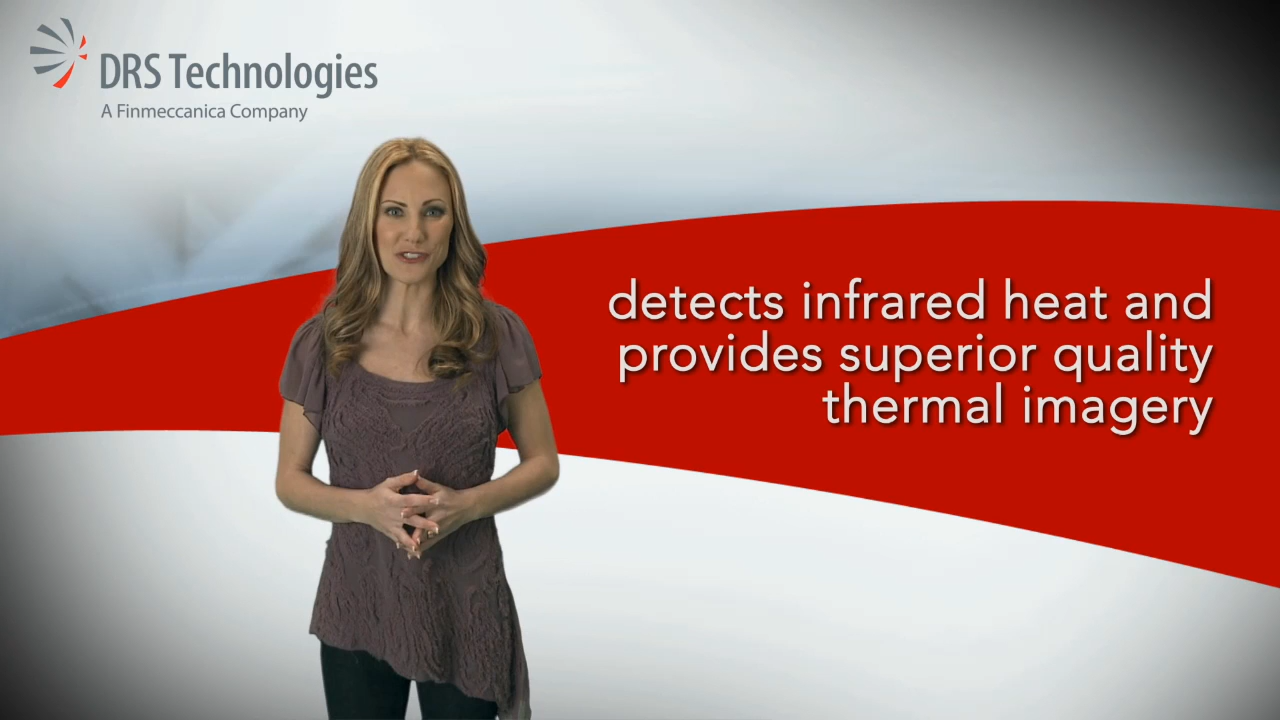 DRS Technologies
A Finmeccanica Company
detects infrared heat and
provides superior quality
thermal imagery